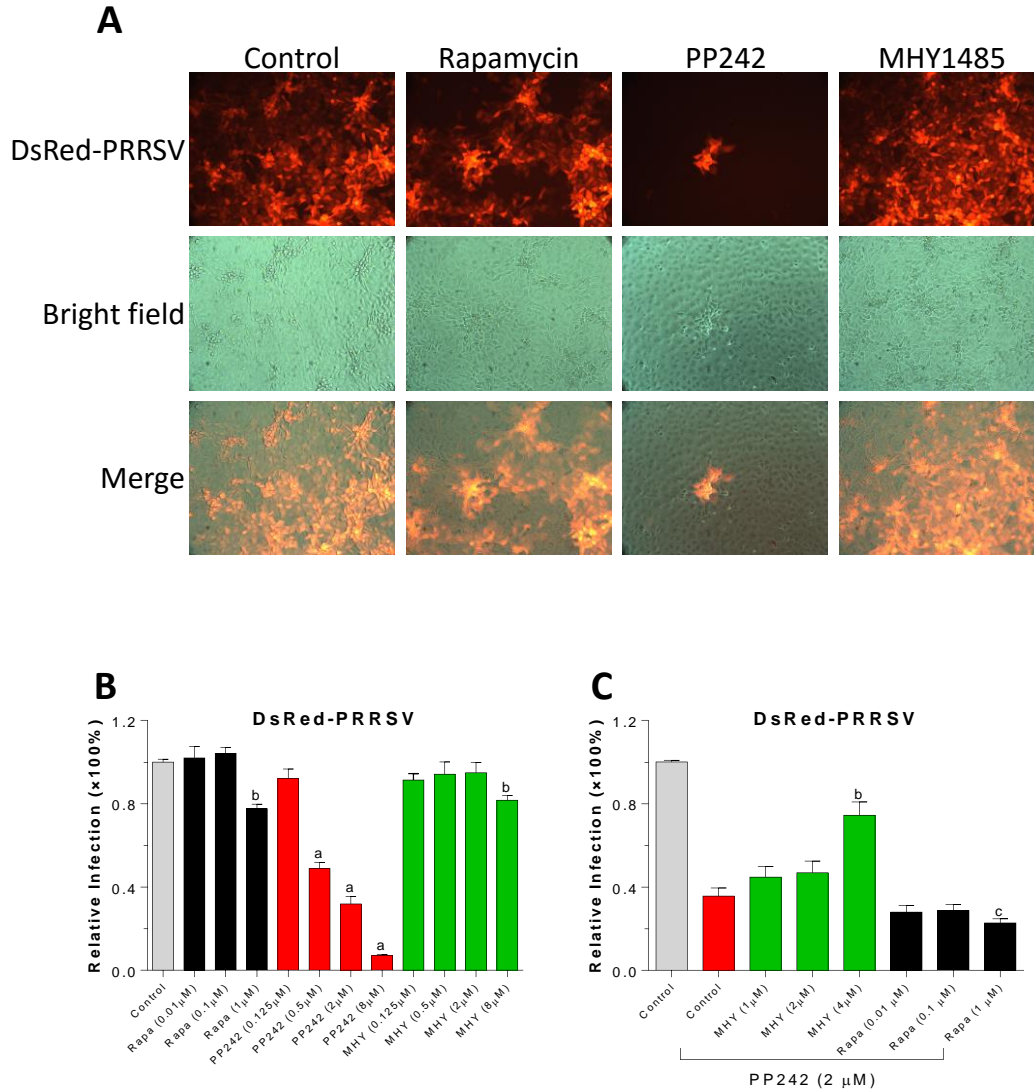 A
Control Rapamycin PP242 MHY1485
DsRed-PRRSV
Bright field
Merge
B
DsRed-PRRSV
Relative Infection (×100%)
1.2
0.8
0.4
0.0
b
a
a
a
b
Control
Rapa (0.01μM)
Rapa (0.1μM)
Rapa (1μM)
PP242 (0.125μM)
PP242 (0.5μM)
PP242 (2μM)
PP242 (8μM)
MHY (0.125μM)
MHY (0.5μM)
MHY (2μM)
MHY (8μM)
C
DsRed-PRRSV
Relative Infection (×100%)
1.2
0.8
0.4
0.0
b
c
Control
Control
MHY (1μM)
MHY (2μM)
MHY (4μM)
Rapa (0.01 μM)
Rapa (0.1 μM)
Rapa (1 μM)
PP242 (2 μM)